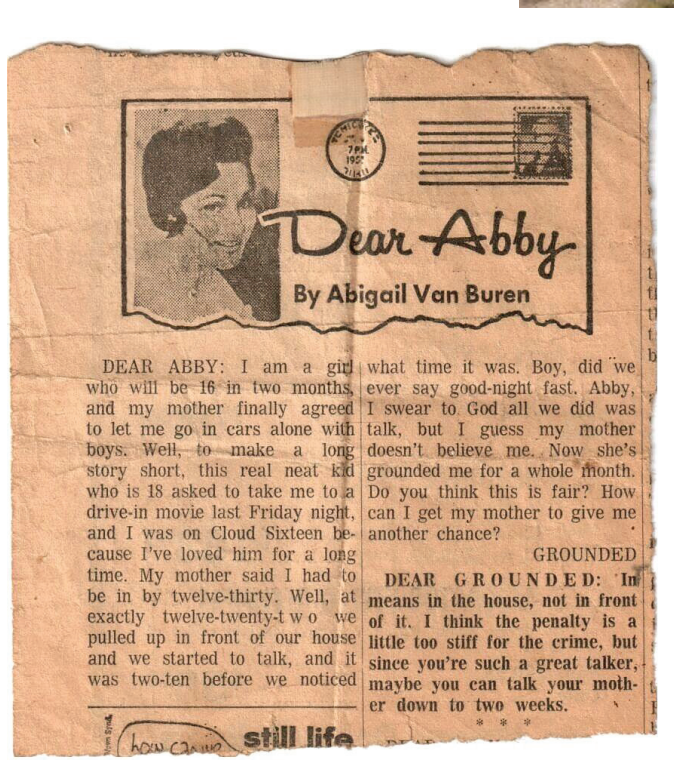 7 P.M.
Dear Abby
By Abigail Van Buren
DEAR ABBY: I am a girl
who will be 16 in two months,
and my mother finally agreed
to let me go in cars alone with
boys. Well, to make a long
story short, this real neat kid
who is 18 asked to take me to a
drive-in movie last Friday night,
and I was on Cloud Sixteen be-
cause I've loved him for a long
time. My mother said I had to
be in by twelve-thirty. Well, at
exactly twelve-twenty-t w o we
pulled up in front of our house
and we started to talk, and it
was two-ten before we noticed
what time it was. Boy, did we
ever say good-night fast. Abby,
I swear to God all we did was
talk, but I guess my mother
doesn't believe me. Now she's
grounded me for a whole month.
Do you think this is fair? How
can I get my mother to give me
another chance?
GROUNDED
DEAR G R O U N D E D: In
means in the house, not in front
of it. I think the penalty is a
little too stiff for the crime, but
since you're such a great talker,
maybe you can talk your moth-
er down to two weeks.
* * *
still life